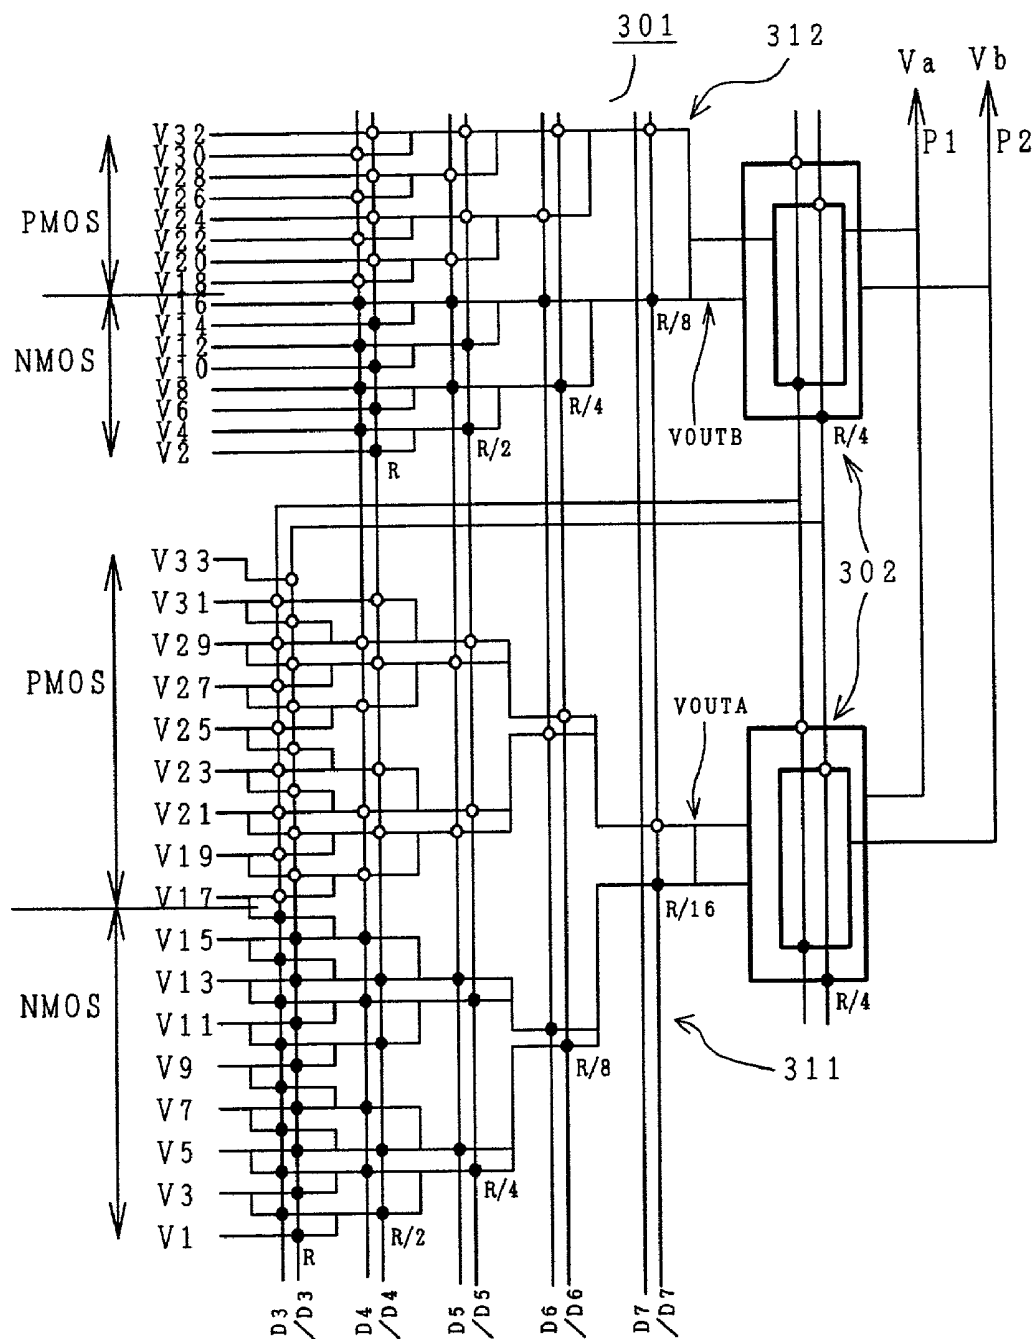 301
312
Va
Vb
P1
P2
V32
V30
V28
V26
V24
V22
V20
V18
V16
V14
V12
V10
V8
V6
V4
V2
PMOS
NMOS
R
R/2
R/4
R/8
VOUTB
R/4
302
V33
V31
V29
V27
V25
V23
V21
V19
V17
V15
V13
V11
V9
V7
V5
V3
V1
PMOS
NMOS
VOUTA
R/16
R/4
311
R/8
R/4
R/2
R
D3
/D3
D4
/D4
D5
/D5
D6
/D6
D7
/D7